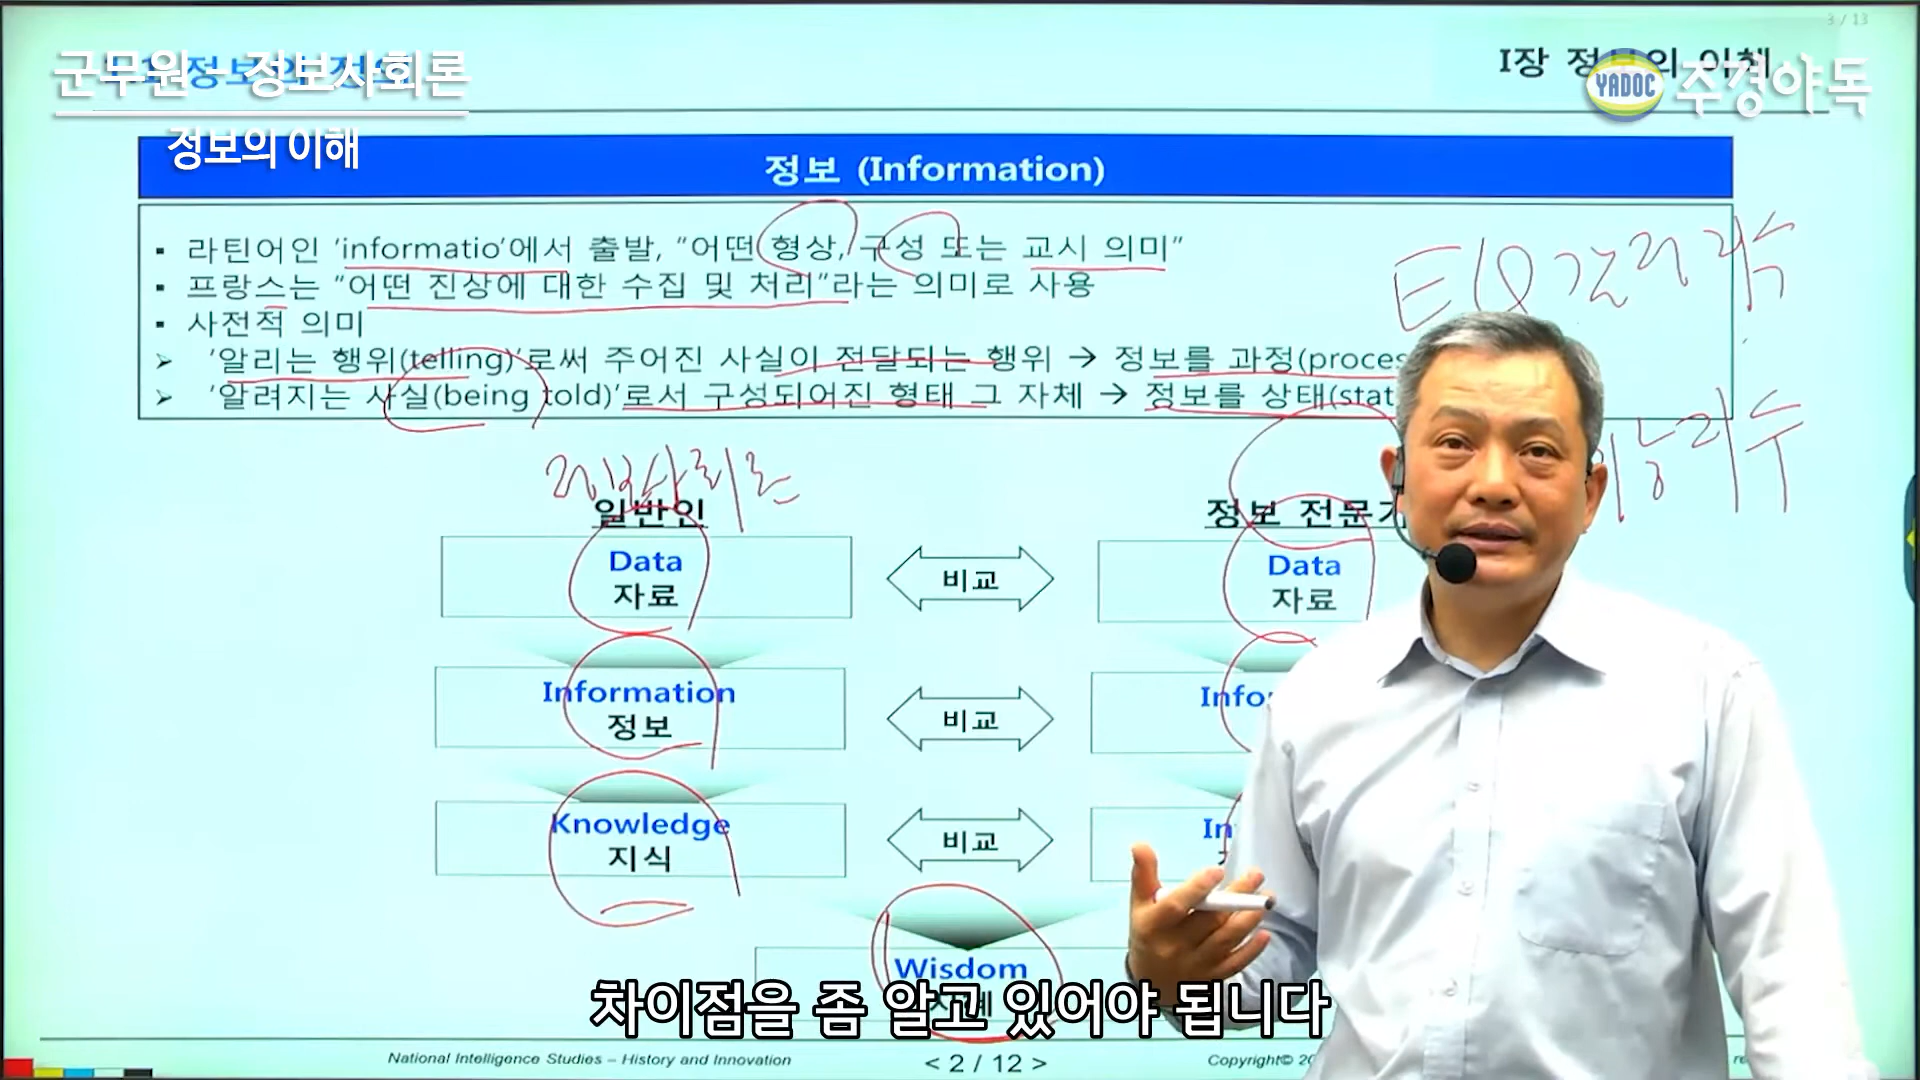 3 / 13
군무원 - 정보사회론
I장 정보의 이해
YADOC 주경야독
정보의 이해
정보 (Information)
▪ 라틴어인 ‘informatio’에서 출발, “어떤 형상, 구성 또는 교시 의미”
▪ 프랑스는 “어떤 진상에 대한 수집 및 처리”라는 의미로 사용
▪ 사전적 의미
➢ ‘알리는 행위(telling)’로써 주어진 사실이 전달되는 행위 → 정보를 과정(proces
➢ ‘알려지는 사실(being told)’로서 구성되어진 형태 그 자체 → 정보를 상태(stat
일반인
정보 전문가
Data
자료
비교
Data
자료
Information
정보
비교
Info
Knowledge
지식
비교
In
Wisdom
차이점을 좀 알고 있어야 됩니다
National Intelligence Studies – History and Innovation
< 2 / 12 >
Copyright© 20